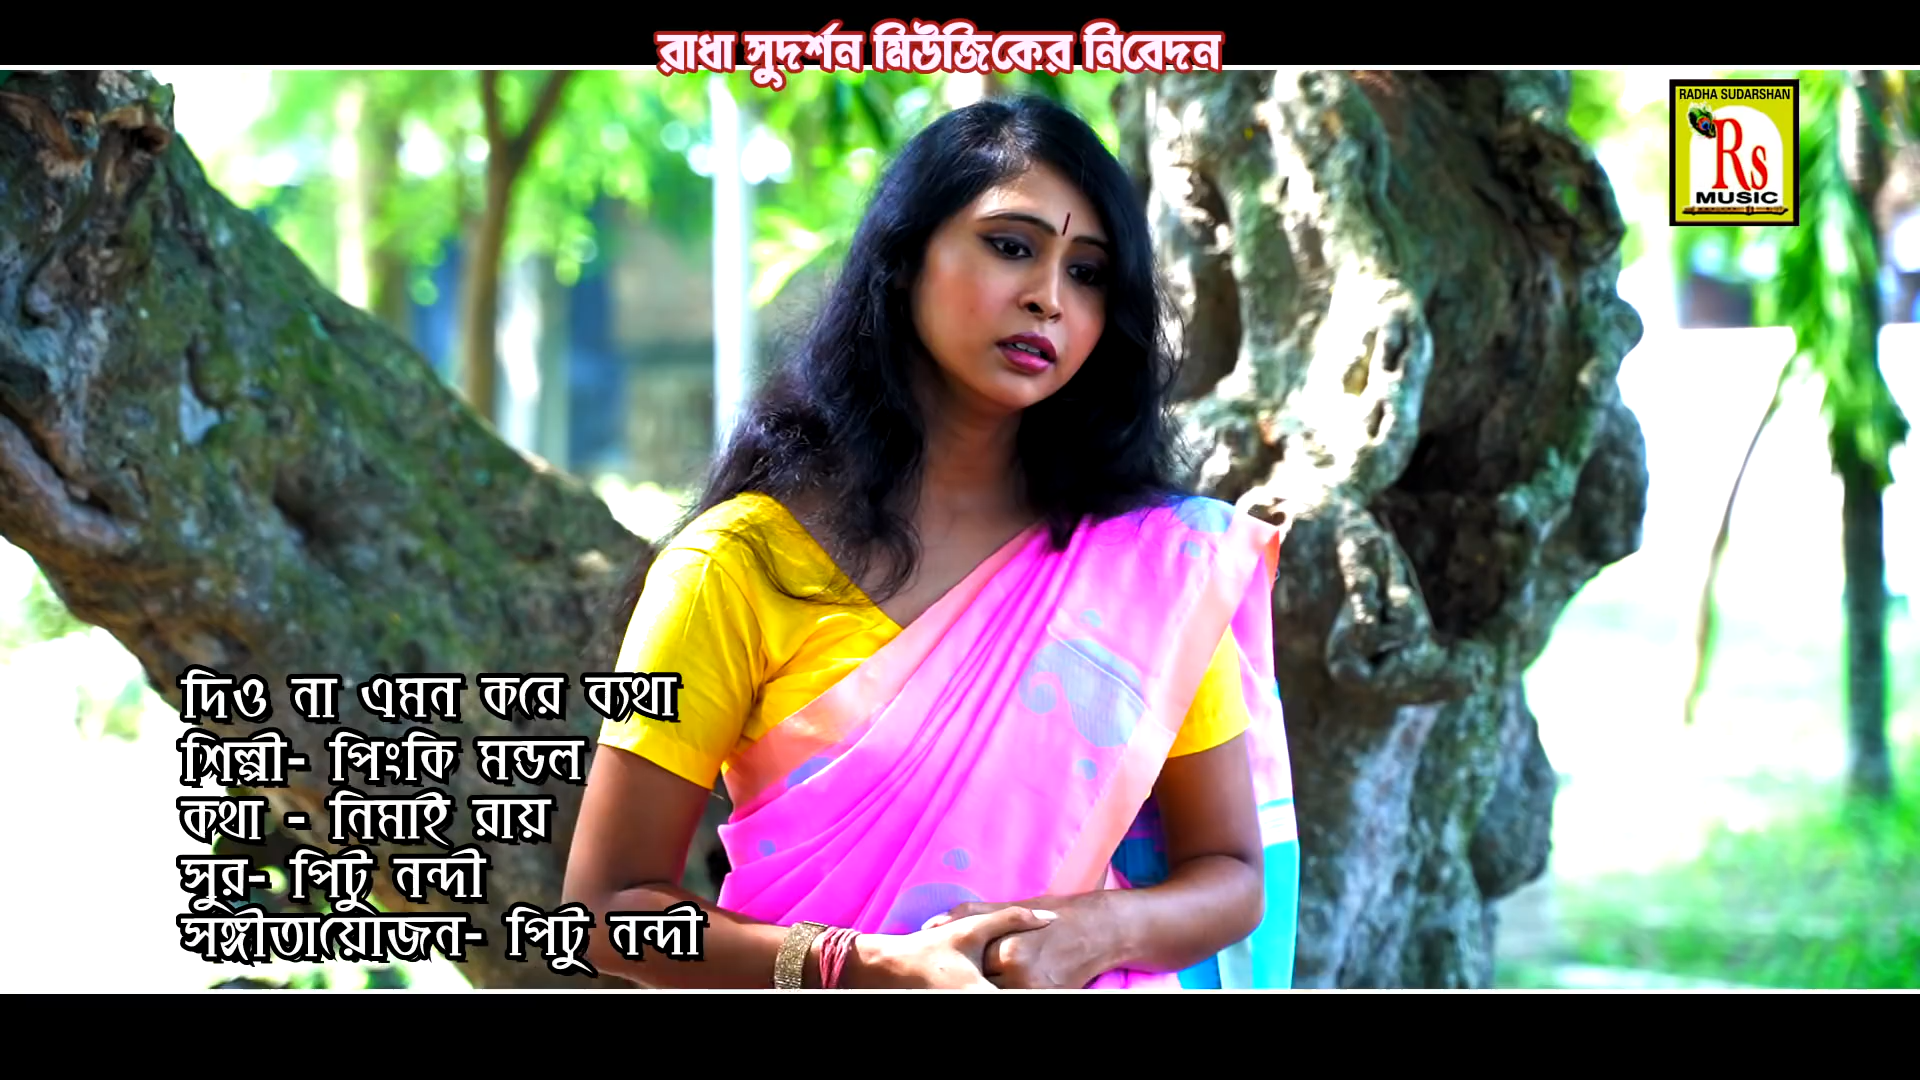 রাধা সুদর্শন মিউজিকের নিবেদন
RADHA SUDARSHAN
Rs
MUSIC
দিও না এমন করে ব্যথা
শিল্পী- পিংকি মন্ডল
কথা - নিমাই রায়
সুর- পিটু নন্দী
সঙ্গীতায়োজন- পিটু নন্দী